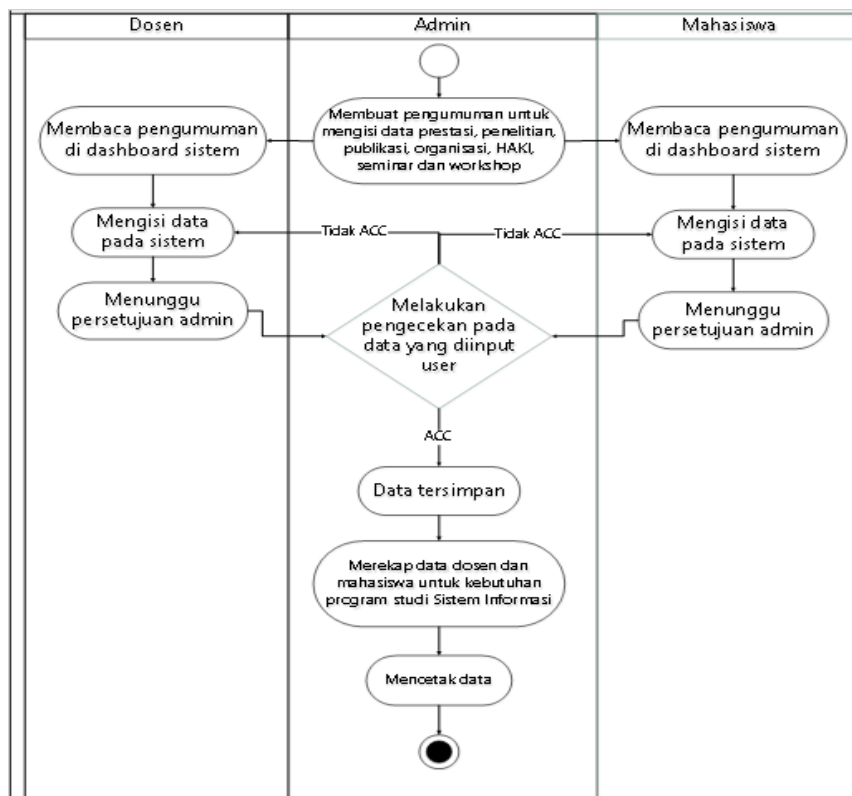 Dosen
Admin
Mahasiswa
Membuat pengumuman untuk
mengisi data prestasi, penelitian,
publikasi, organisasi, HAKI,
seminar dan workshop
Membaca pengumuman
di dashboard sistem
Membaca pengumuman
di dashboard sistem
Mengisi data
pada sistem
Tidak ACC
Tidak ACC
Mengisi data
pada sistem
Menunggu
persetujuan admin
Melakukan
pengecekan pada
data yang diinput
user
Menunggu
persetujuan admin
ACC
Data tersimpan
Merekap data dosen dan
mahasiswa untuk kebutuhan
program studi Sistem Informasi
Mencetak data